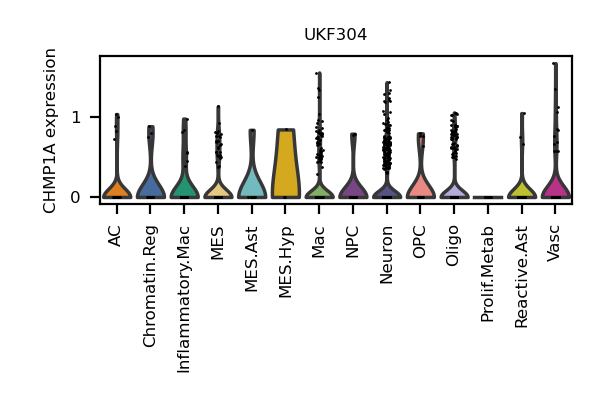 UKF304
CHMP1A expression
1
0
AC
Chromatin.Reg
Inflammatory.Mac
MES
MES.Ast
MES.Hyp
Mac
NPC
Neuron
OPC
Oligo
Prolif.Metab
Reactive.Ast
Vasc